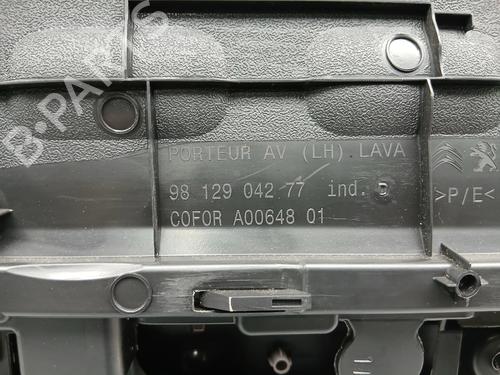 B-PARTS
PORTEUR AV (LH) LAVA
98 129 042 77 ind. D
COFOR A00648 01
>P/E<